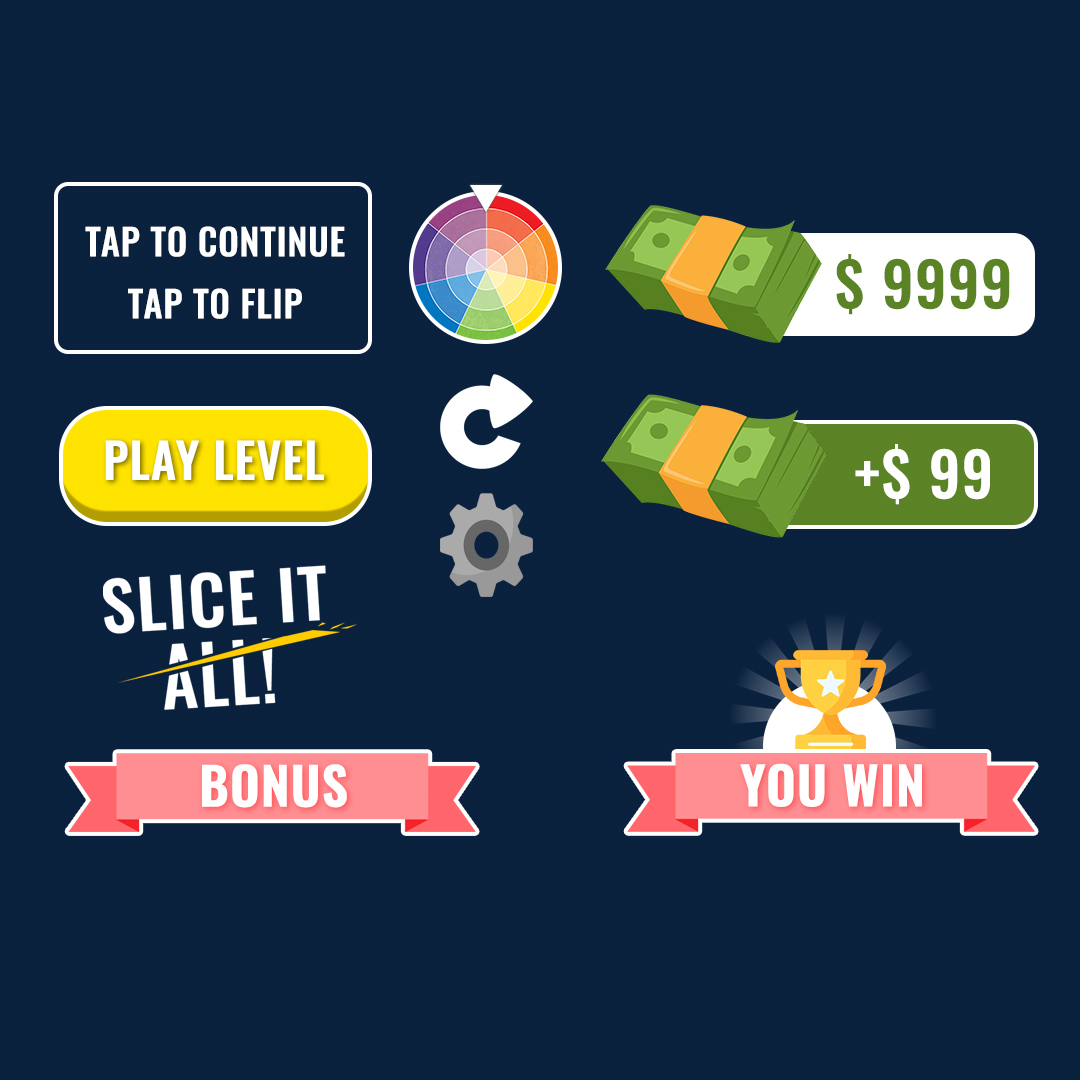 TAP TO CONTINUE
TAP TO FLIP
$ 9999
PLAY LEVEL
+$ 99
SLICE IT
ALL!
BONUS
YOU WIN